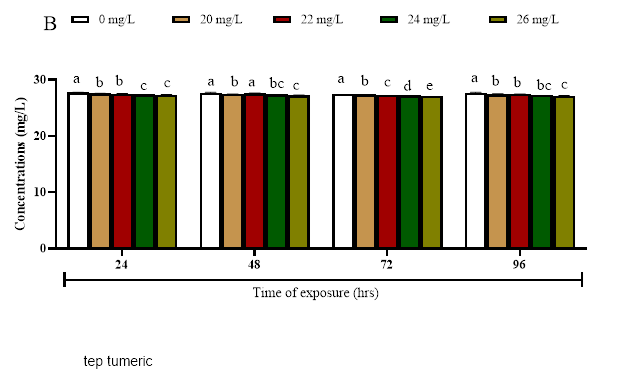 B 0 mg/L 20 mg/L 22 mg/L 24 mg/L 26 mg/L
Concentrations (mg/L)
30
20
10
0
a b b c c a b a bc c a b c d e a b b bc c
24 48 72 96
Time of exposure (hrs)
tep tumeric